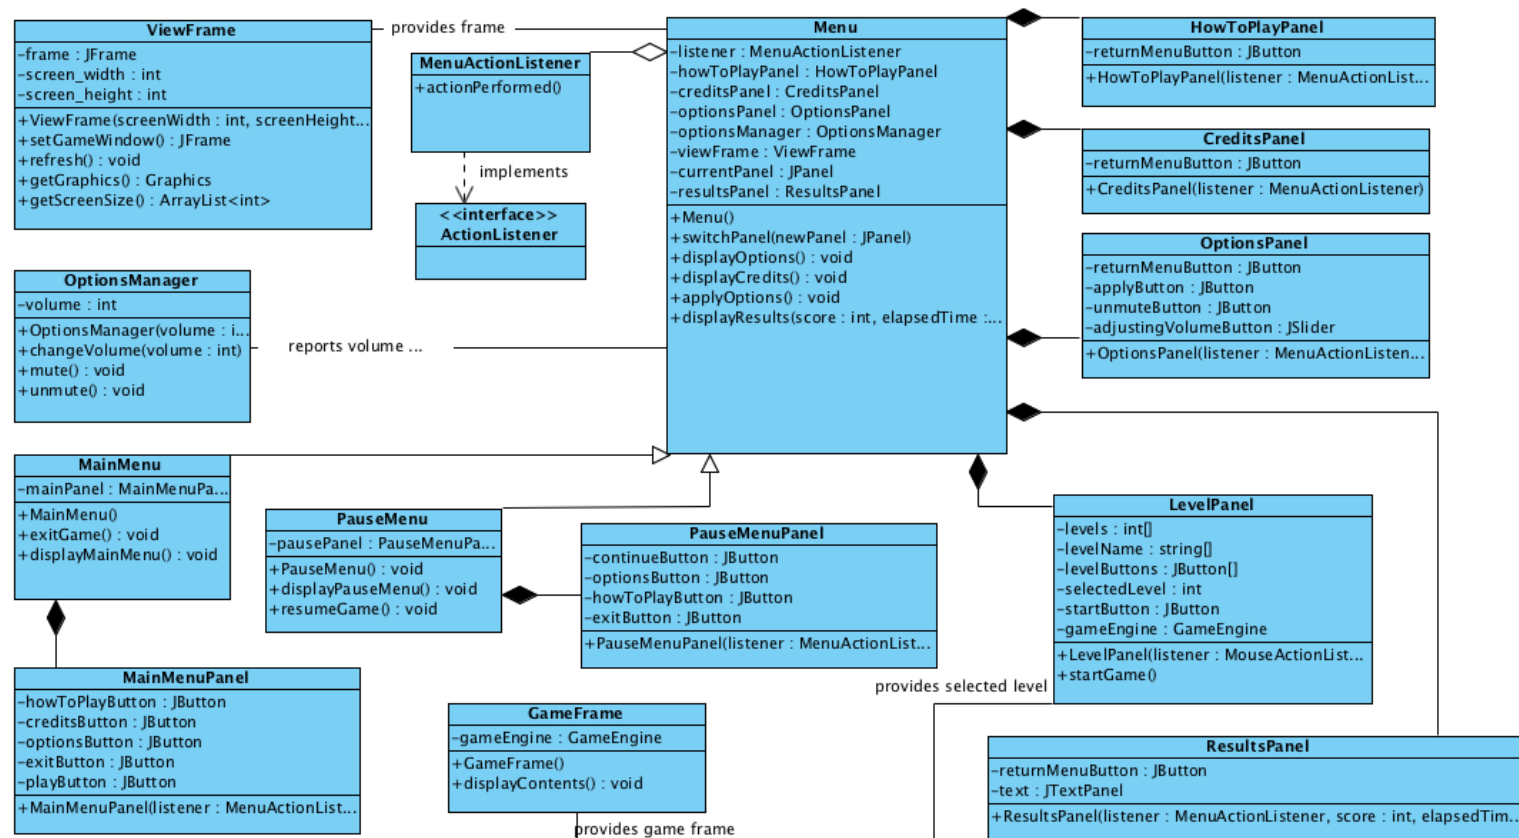 ViewFrame
-frame : JFrame
-screen_width : int
-screen_height : int
+ViewFrame(screenWidth : int, screenHeight...
+setGameWindow() : JFrame
+refresh() : void
+getGraphics() : Graphics
+getScreenSize() : ArrayList<int>
provides frame
MenuActionListener
+actionPerformed()
implements
<<interface>>
ActionListener
Menu
-listener : MenuActionListener
-howToPlayPanel : HowToPlayPanel
-creditsPanel : CreditsPanel
-optionsPanel : OptionsPanel
-optionsManager : OptionsManager
-viewFrame : ViewFrame
-currentPanel : JPanel
-resultsPanel : ResultsPanel
+Menu()
+switchPanel(newPanel : JPanel)
+displayOptions() : void
+displayCredits() : void
+applyOptions() : void
+displayResults(score : int, elapsedTime :...
HowToPlayPanel
-returnMenuButton : JButton
+HowToPlayPanel(listener : MenuActionList...
CreditsPanel
-returnMenuButton : JButton
+CreditsPanel(listener : MenuActionListener)
OptionsPanel
-returnMenuButton : JButton
-applyButton : JButton
-unmuteButton : JButton
-adjustingVolumeButton : JSlider
+OptionsPanel(listener : MenuActionListen...
OptionsManager
-volume : int
+OptionsManager(volume : i...
+changeVolume(volume : int)
+mute() : void
+unmute() : void
reports volume ...
MainMenu
-mainPanel : MainMenuPa...
+MainMenu()
+exitGame() : void
+displayMainMenu() : void
PauseMenu
-pausePanel : PauseMenuPa...
+PauseMenu() : void
+displayPauseMenu() : void
+resumeGame() : void
PauseMenuPanel
-continueButton : JButton
-optionsButton : JButton
-howToPlayButton : JButton
-exitButton : JButton
+PauseMenuPanel(listener : MenuActionList...
LevelPanel
-levels : int[]
-levelName : string[]
-levelButtons : JButton[]
-selectedLevel : int
-startButton : JButton
-gameEngine : GameEngine
+LevelPanel(listener : MouseActionList...
+startGame()
provides selected level
MainMenuPanel
-howToPlayButton : JButton
-creditsButton : JButton
-optionsButton : JButton
-exitButton : JButton
-playButton : JButton
+MainMenuPanel(listener : MenuActionList...
GameFrame
-gameEngine : GameEngine
+GameFrame()
+displayContents() : void
provides game frame
ResultsPanel
-returnMenuButton : JButton
-text : JTextPanel
+ResultsPanel(listener : MenuActionListener, score : int, elapsedTim...